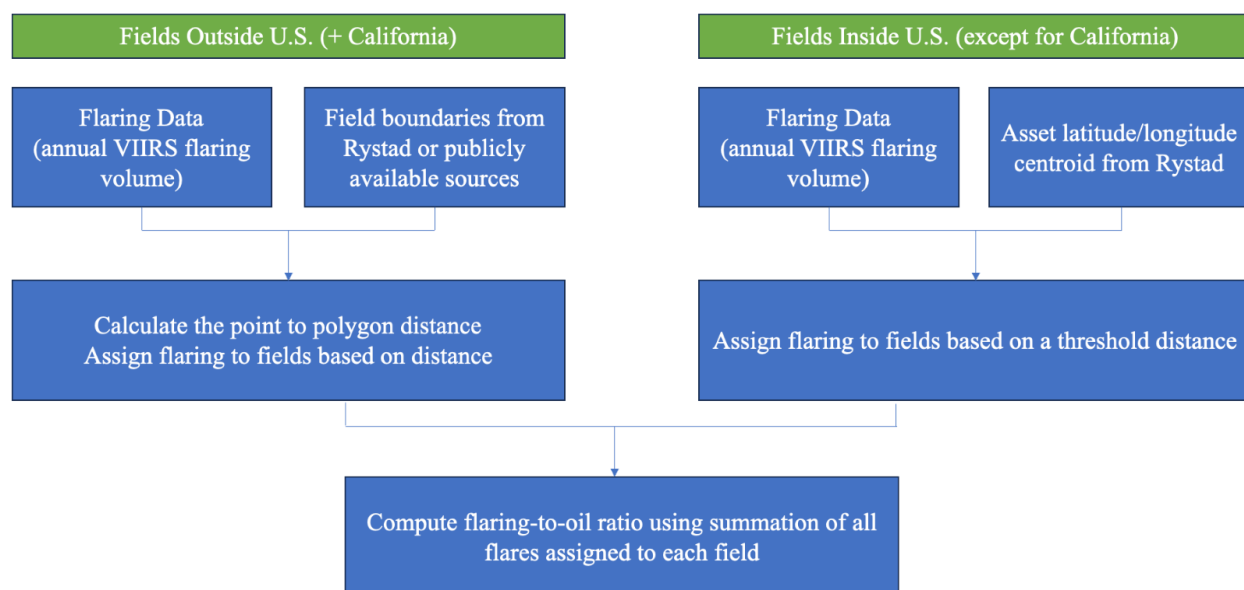 Fields Outside U.S. (+ California)
Fields Inside U.S. (except for California)
Flaring Data
(annual VIIRS flaring
volume)
Field boundaries from
Rystad or publicly
available sources
Flaring Data
(annual VIIRS flaring
volume)
Asset latitude/longitude
centroid from Rystad
Calculate the point to polygon distance
Assign flaring to fields based on distance
Assign flaring to fields based on a threshold distance
Compute flaring-to-oil ratio using summation of all
flares assigned to each field